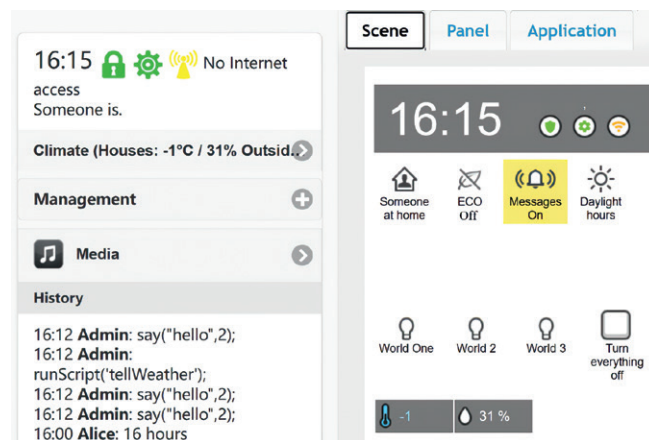 16:15 No Internet
access
Someone is.
Climate (Houses: -1°C / 31% Outsid..
Management
Media
History
16:12 Admin: say("hello",2);
16:12 Admin:
runScript('tellWeather');
16:12 Admin: say("hello",2);
16:12 Admin: say("hello",2);
16:00 Alice: 16 hours
Scene Panel Application
16:15
Someone
at home
ECO
Off
Messages
On
Daylight
hours
World One
World 2
World 3
Turn
everything
off
-1
31 %